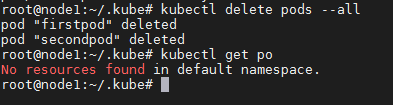 root@node1:~/.kube# kubectl delete pods --all
pod "firstpod" deleted
pod "secondpod" deleted
root@node1:~/.kube# kubectl get po
No resources found in default namespace.
root@node1:~/.kube#